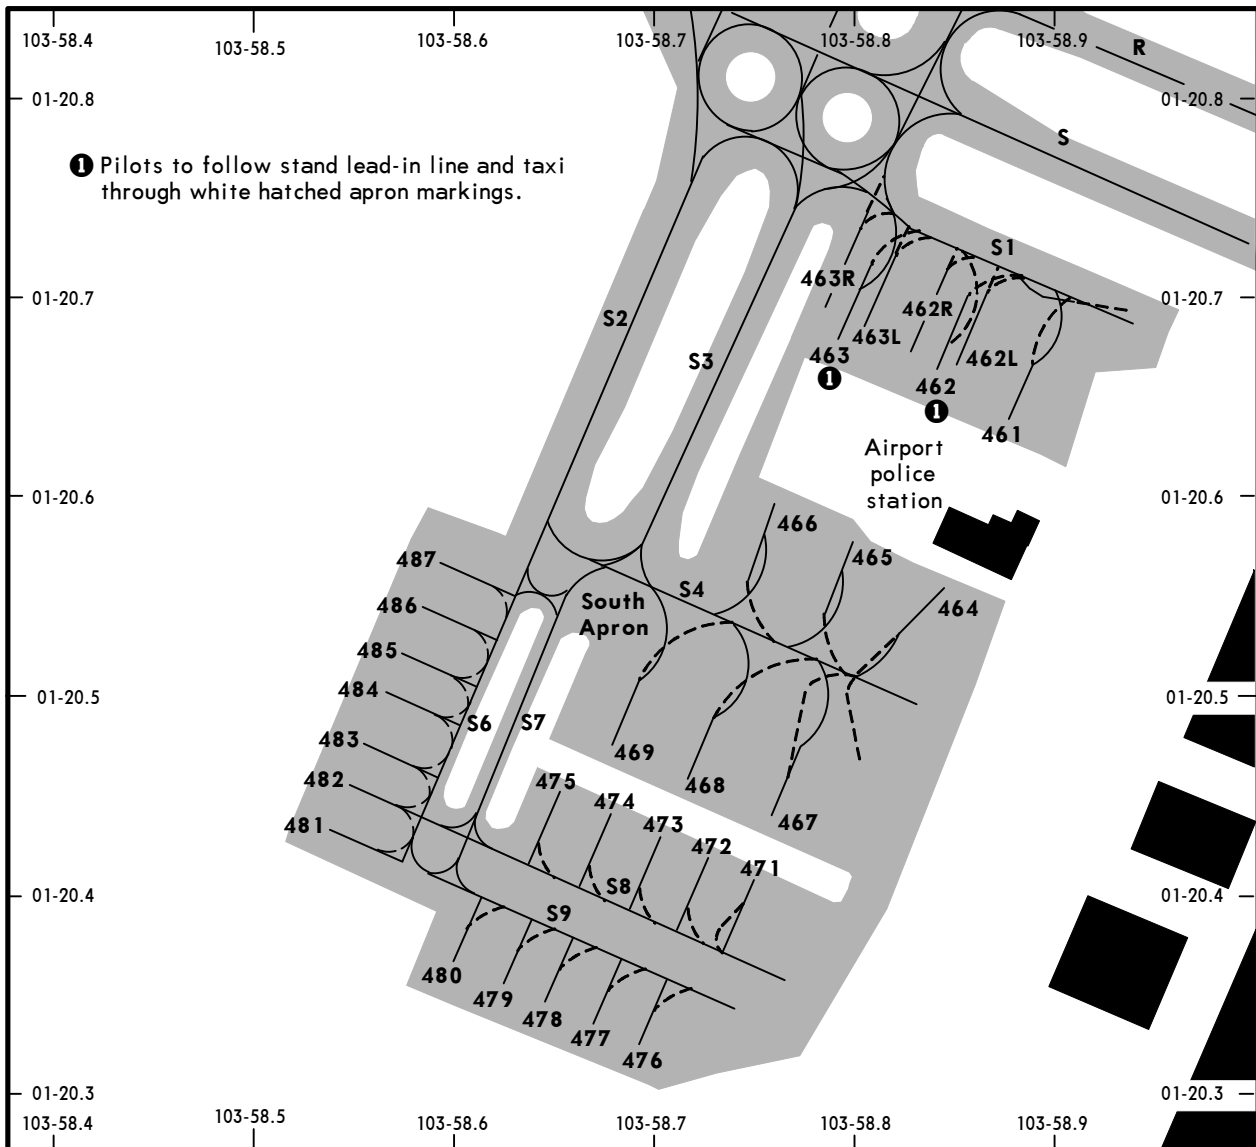 103-58.4 103-58.5 103-58.6 103-58.7 103-58.8 103-58.9
R
01-20.8 01-20.8
S
❶ Pilots to follow stand lead-in line and taxi
through white hatched apron markings.
S1
463R
01-20.7 01-20.7
462R
S2
463L
463
462L
S3
462
1
1
461
Airport
police
station
01-20.6 01-20.6
466
465
487
464
S4
486
South
Apron
485
484
01-20.5 01-20.5
S6 S7
483
469
475
468
482
474
473
467
481
472
471
S8
01-20.4 01-20.4
S9
480
479
478
477
476
01-20.3 01-20.3
103-58.4 103-58.5 103-58.6 103-58.7 103-58.8 103-58.9